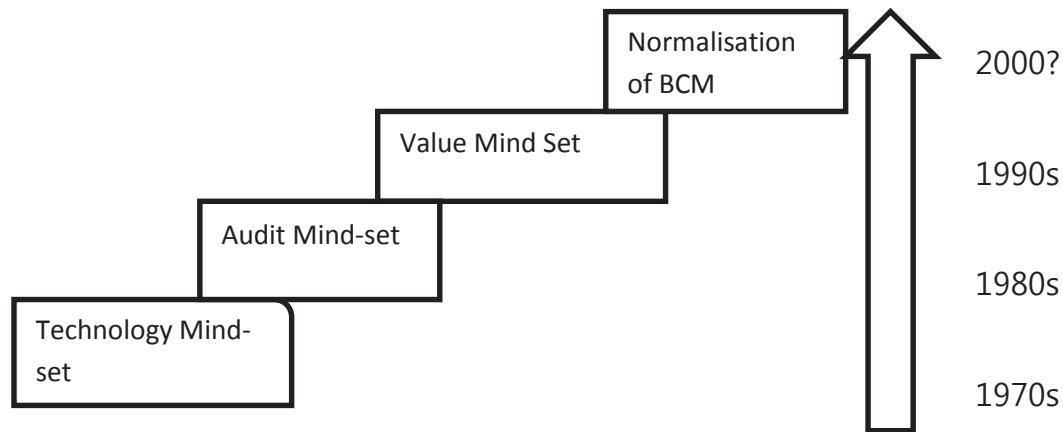 Normalisation
of BCM
2000?
Value Mind Set
1990s
Audit Mind-set
1980s
Technology Mind-
set
1970s